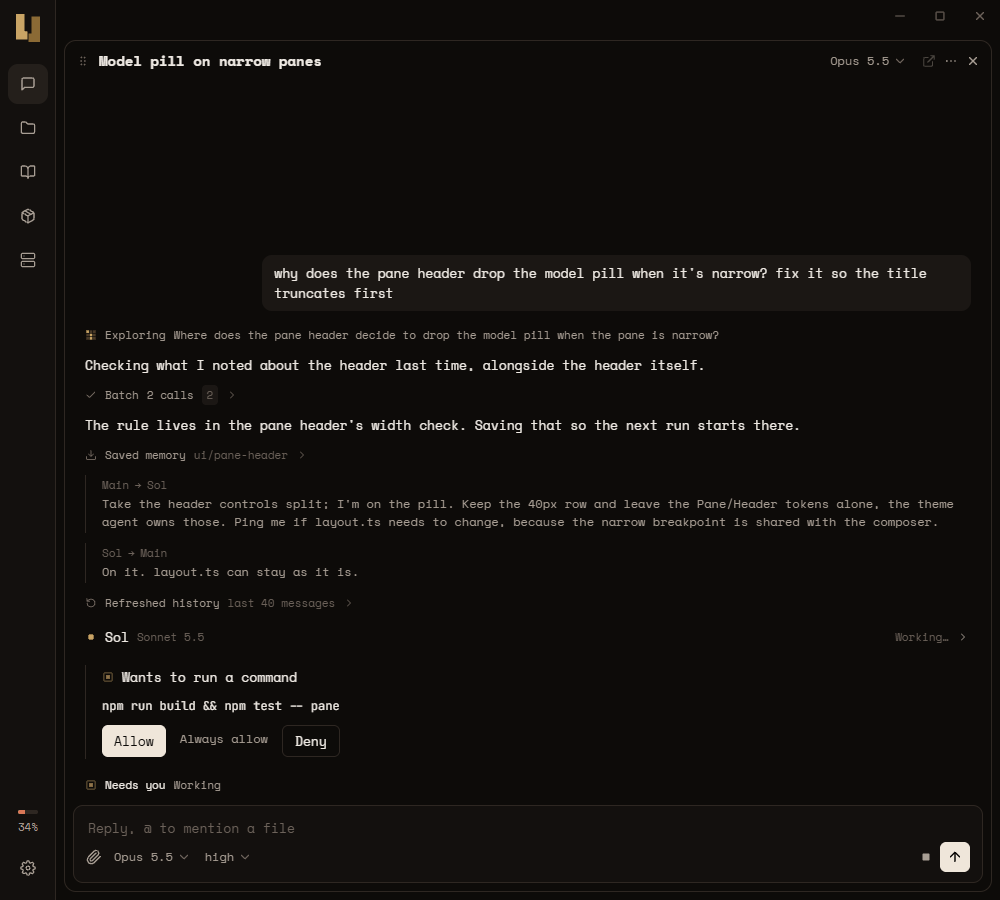 Model pill on narrow panes
Opus 5.5
why does the pane header drop the model pill when it's narrow? fix it so the title
truncates first
Exploring Where does the pane header decide to drop the model pill when the pane is narrow?
Checking what I noted about the header last time, alongside the header itself.
Batch 2 calls 2
The rule lives in the pane header's width check. Saving that so the next run starts there.
Saved memory ui/pane-header
Main → Sol
Take the header controls split; I'm on the pill. Keep the 40px row and leave the Pane/Header tokens alone, the theme
agent owns those. Ping me if layout.ts needs to change, because the narrow breakpoint is shared with the composer.
Sol → Main
On it. layout.ts can stay as it is.
Refreshed history last 40 messages
Sol Sonnet 5.5 Working…
Wants to run a command
npm run build && npm test -- pane
Allow Always allow Deny
Needs you Working
34%
Reply, @ to mention a file
Opus 5.5 high